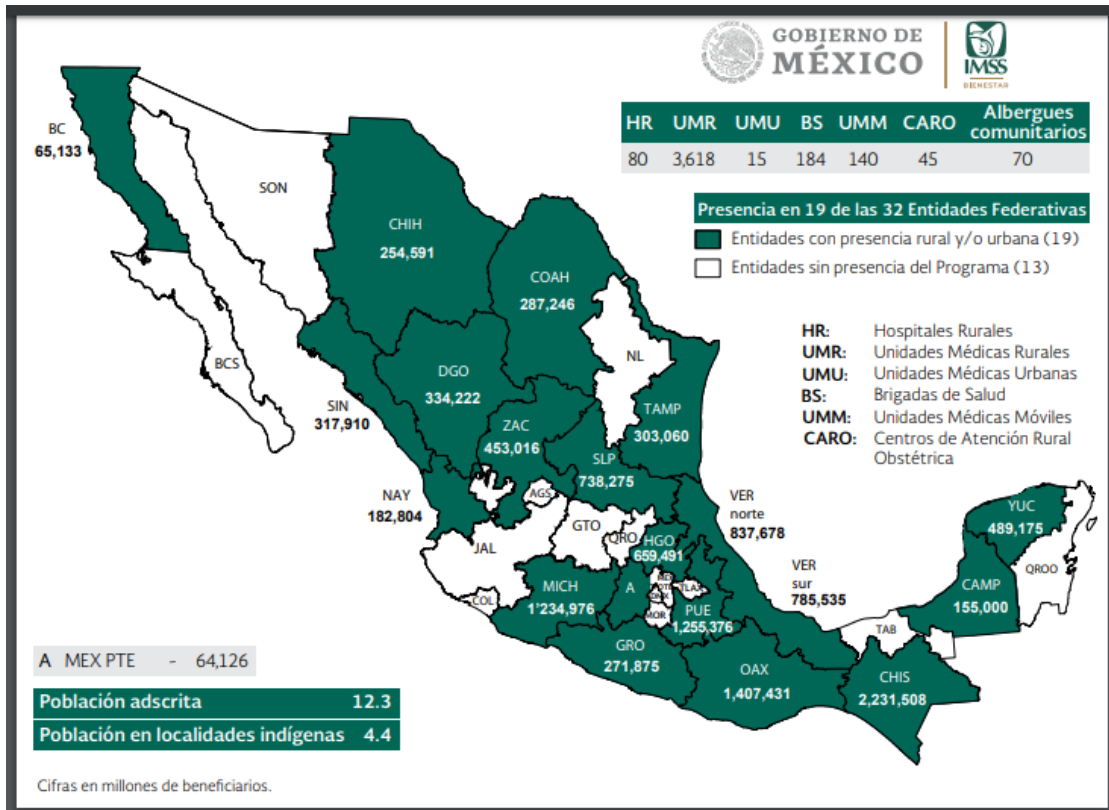 GOBIERNO DE
MÉXICO
IMSS
BIENESTAR
HR UMR UMU BS UMM CARO Albergues comunitarios
80 3,618 15 184 140 45 70
Presencia en 19 de las 32 Entidades Federativas
Entidades con presencia rural y/o urbana (19)
Entidades sin presencia del Programa (13)
HR: Hospitales Rurales
UMR: Unidades Médicas Rurales
UMU: Unidades Médicas Urbanas
BS: Brigadas de Salud
UMM: Unidades Médicas Móviles
CARO: Centros de Atención Rural
Obstétrica
BC
65,133
SON
CHIH
254,591
COAH
287,246
BCS
NL
DGO
334,222
SIN
317,910
TAMP
303,060
ZAC
453,016
SLP
738,275
NAY
182,804
AGS
VER
norte
837,678
YUC
489,175
GTO
QRO
HGO
659,491
JAL
QROO
VER
sur
785,535
MICH
1'234,976
A
TLAX
CAMP
155,000
COL
MOR
PUE
1,255,376
TAB
GRO
271,875
OAX
1,407,431
CHIS
2,231,508
A MEX PTE - 64,126
Población adscrita 12.3
Población en localidades indígenas 4.4
Cifras en millones de beneficiarios.